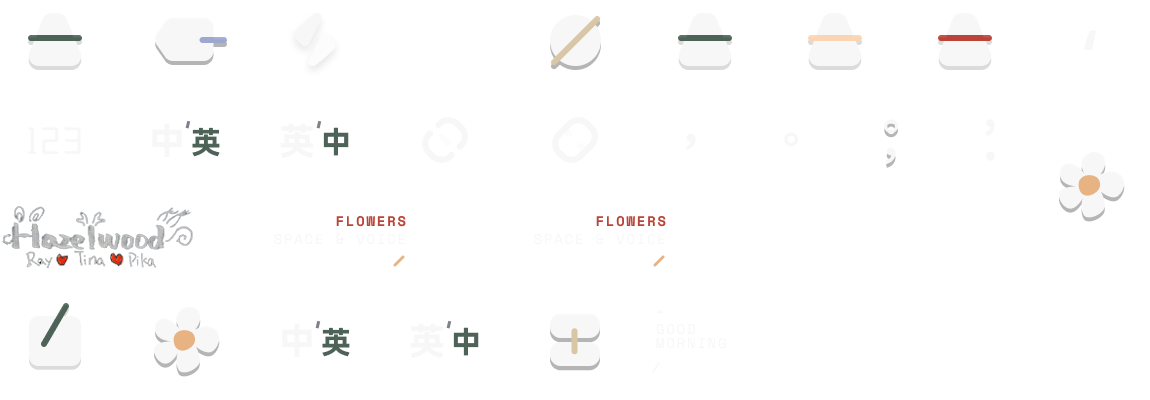 123
中'英
英'中
,
。
;
:
Hazelwood
Ray Tina Pika
FLOWERS
SPACE & VOICE
FLOWERS
SPACE & VOICE
中'英
英'中
GOOD
MORNING